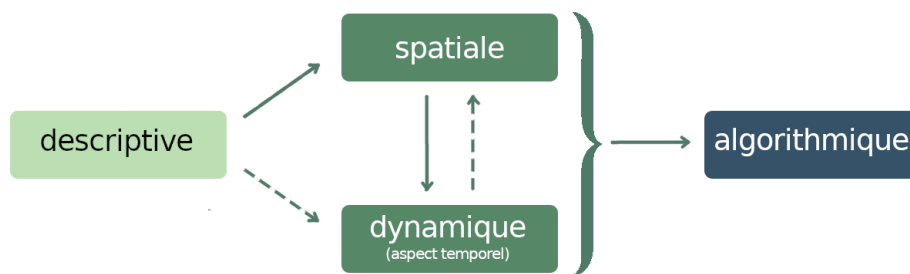 spatiale
descriptive
algorithmique
dynamique
(aspect temporel)